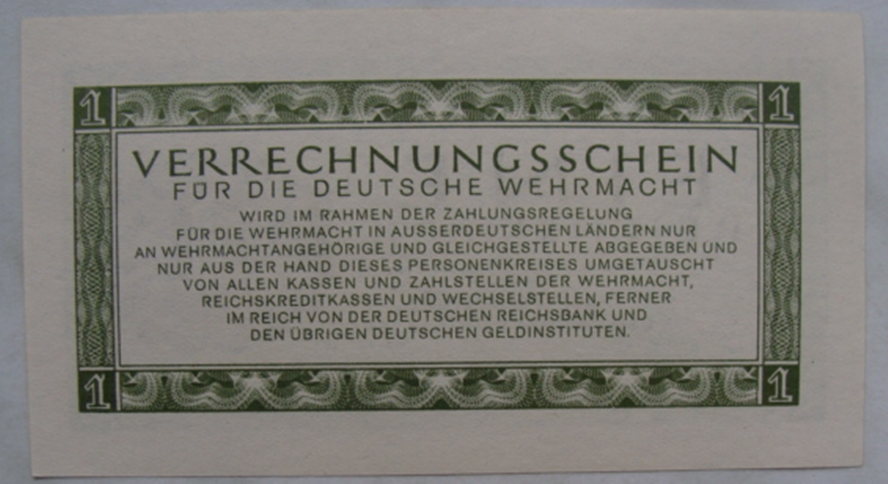 1 1
VERRECHNUNGSSCHEIN
FÜR DIE DEUTSCHE WEHRMACHT
WIRD IM RAHMEN DER ZAHLUNGSREGELUNG
FÜR DIE WEHRMACHT IN AUSSERDEUTSCHEN LÄNDERN NUR
AN WEHRMACHTANGEHÖRIGE UND GLEICHGESTELLTE ABGEGEBEN UND
NUR AUS DER HAND DIESES PERSONENKREISES UMGETAUSCHT
VON ALLEN KASSEN UND ZAHLSTELLEN DER WEHRMACHT,
REICHSKREDITKASSEN UND WECHSELSTELLEN, FERNER
IM REICH VON DER DEUTSCHEN REICHSBANK UND
DEN ÜBRIGEN DEUTSCHEN GELDINSTITUTEN.
1 1